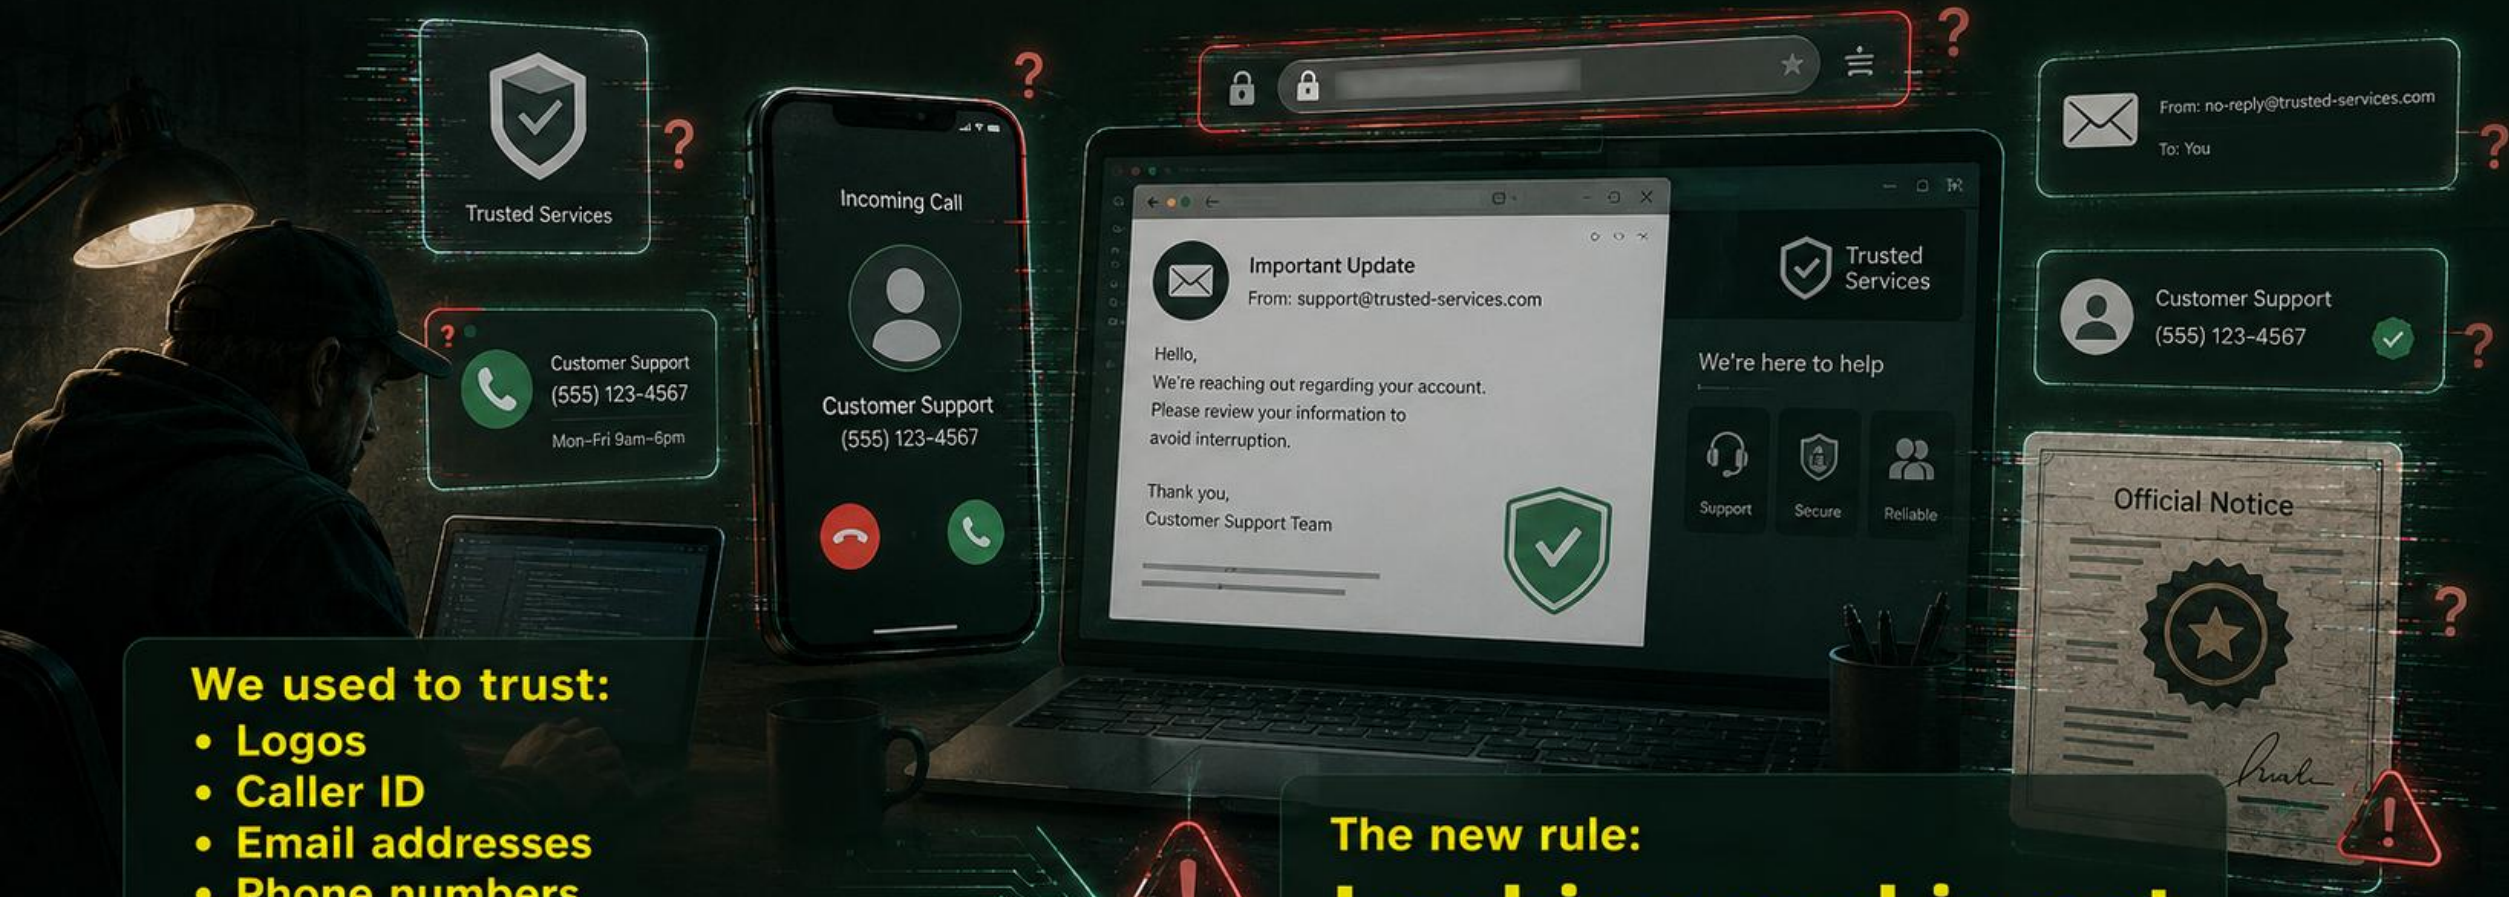 Trusted Services
Customer Support
(555) 123-4567
Mon-Fri 9am-6pm
Incoming Call
Customer Support
(555) 123-4567
Important Update
From: support@trusted-services.com
Hello,
We're reaching out regarding your account.
Please review your information to
avoid interruption.
Thank you,
Customer Support Team
Trusted
Services
We're here to help
Support
Secure
Reliable
From: no-reply@trusted-services.com
To: You
Customer Support
(555) 123-4567
Official Notice
We used to trust:
• Logos
• Caller ID
• Email addresses
• Phone numbers
The new rule: